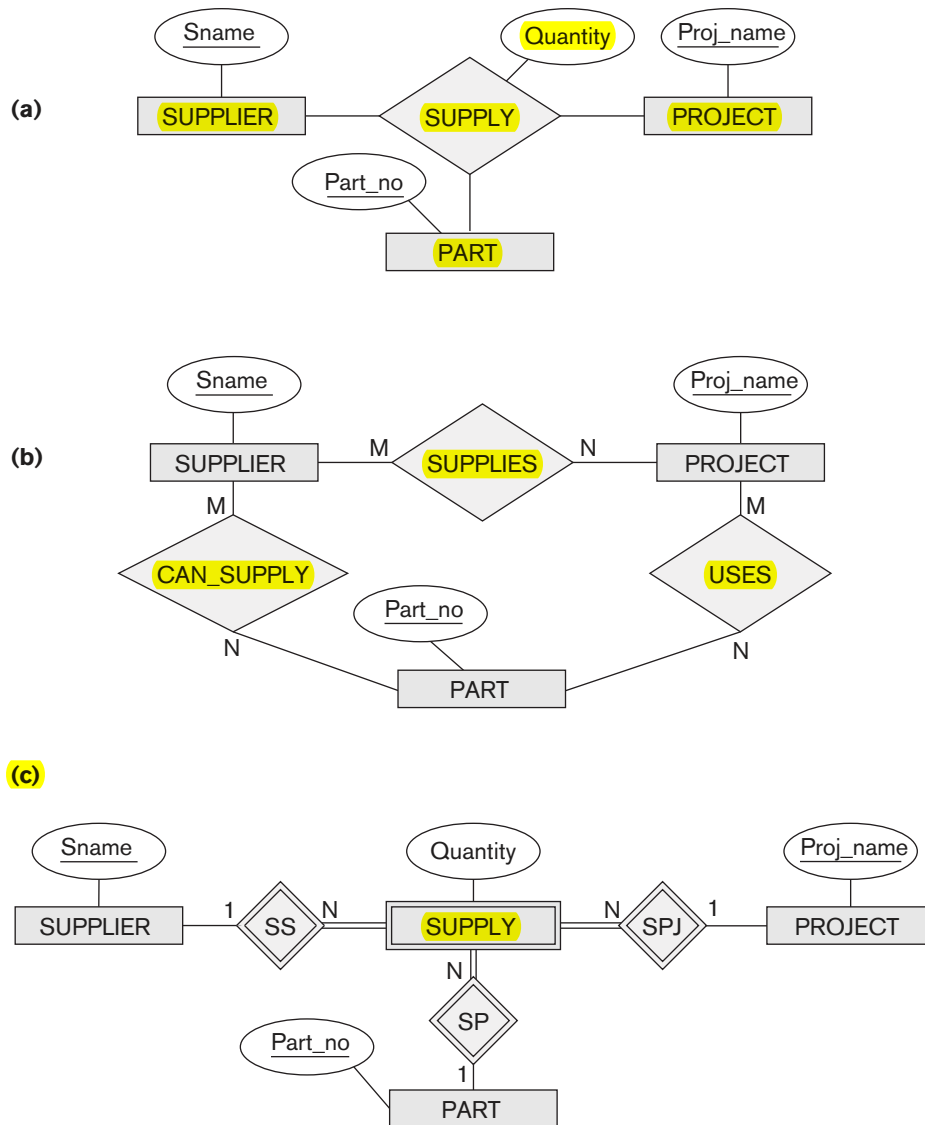 Sname
Quantity
Proj_name
(a)
SUPPLIER
SUPPLY
PROJECT
Part_no
PART
Sname
Proj_name
(b)
SUPPLIER
M
SUPPLIES
N
PROJECT
M
M
CAN_SUPPLY
USES
Part_no
N
N
PART
(c)
Sname
Quantity
Proj_name
SUPPLIER
1
SS
N
SUPPLY
N
SPJ
1
PROJECT
N
SP
Part_no
1
PART